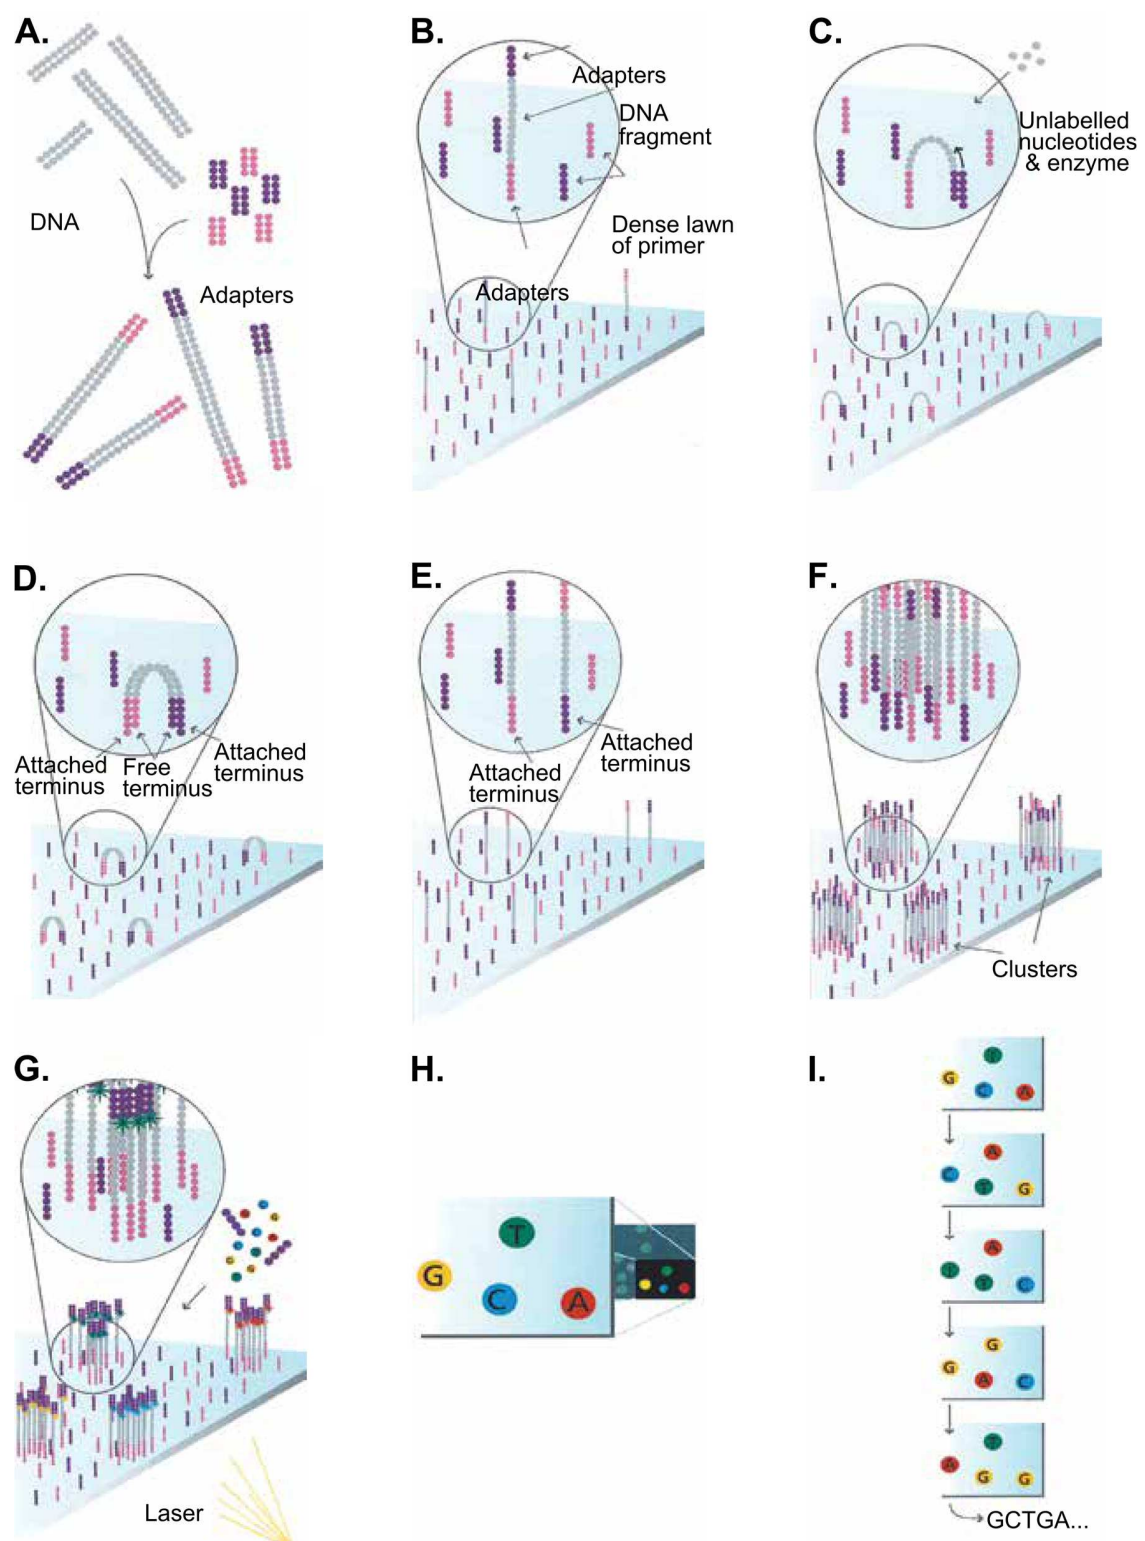 A.
DNA
Adapters
B.
Adapters
DNA
fragment
Dense lawn
of primer
Adapters
C.
Unlabelled
nucleotides
& enzyme
D.
Attached
terminus
Free
terminus
Attached
terminus
E.
Attached
terminus
Attached
terminus
F.
Clusters
G.
Laser
H.
T
G
C
A
I.
T
G
C
A
A
C
T
G
A
T
T
C
G
G
A
C
T
A
G
G
GCTGA...